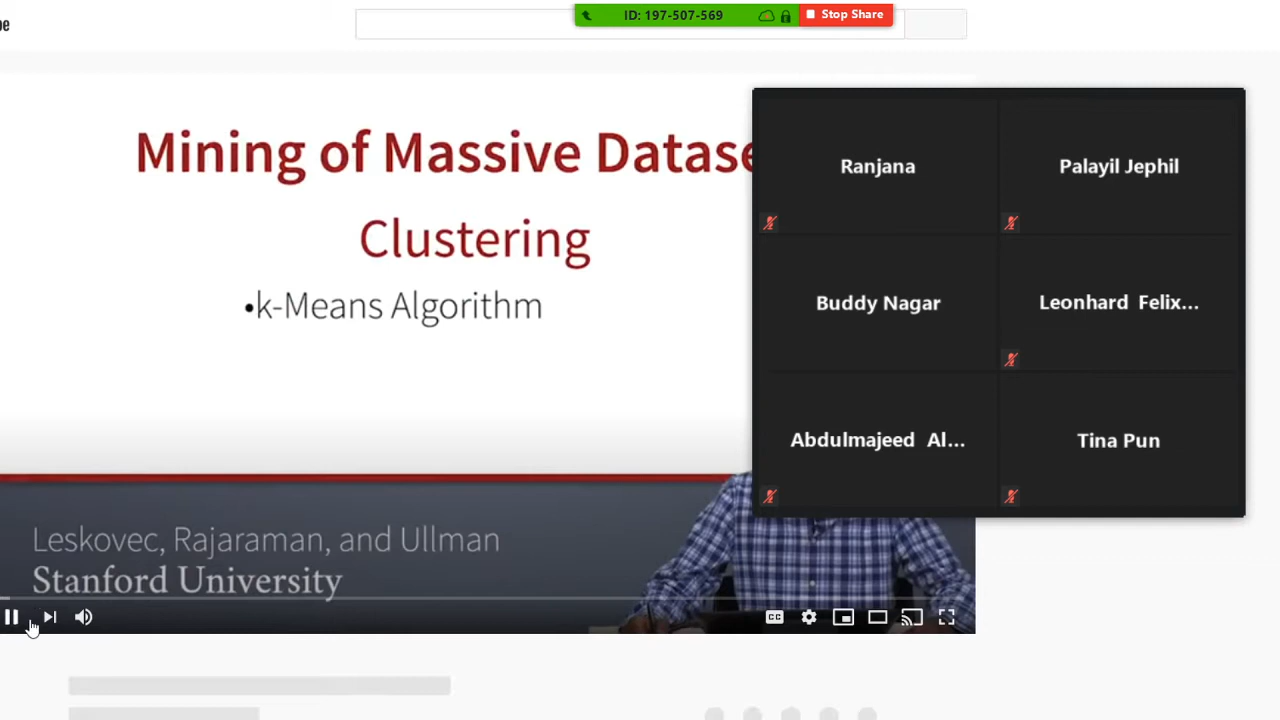 ID: 197-507-569
Stop Share
Mining of Massive Datase
Clustering
•k-Means Algorithm
Leskovec, Rajaraman, and Ullman
Stanford University
Ranjana
Palayil Jephil
Buddy Nagar
Leonhard Felix...
Abdulmajeed Al...
Tina Pun
CC